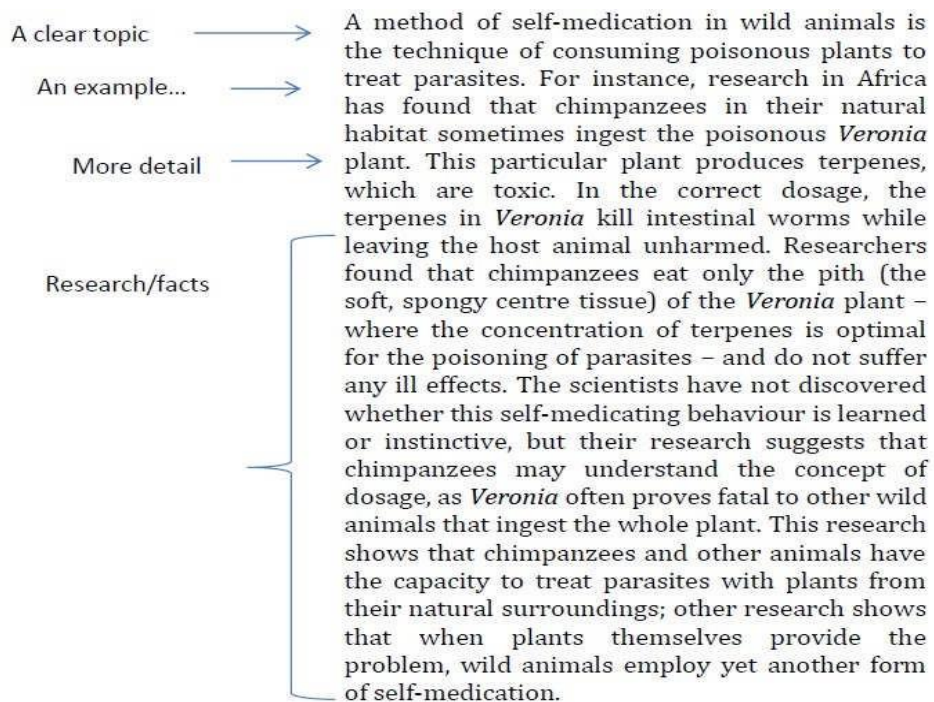 A clear topic
An example...
More detail
Research/facts
A method of self-medication in wild animals is
the technique of consuming poisonous plants to
treat parasites. For instance, research in Africa
has found that chimpanzees in their natural
habitat sometimes ingest the poisonous Veronia
plant. This particular plant produces terpenes,
which are toxic. In the correct dosage, the
terpenes in Veronia kill intestinal worms while
leaving the host animal unharmed. Researchers
found that chimpanzees eat only the pith (the
soft, spongy centre tissue) of the Veronia plant –
where the concentration of terpenes is optimal
for the poisoning of parasites – and do not suffer
any ill effects. The scientists have not discovered
whether this self-medicating behaviour is learned
or instinctive, but their research suggests that
chimpanzees may understand the concept of
dosage, as Veronia often proves fatal to other wild
animals that ingest the whole plant. This research
shows that chimpanzees and other animals have
the capacity to treat parasites with plants from
their natural surroundings; other research shows
that when plants themselves provide the
problem, wild animals employ yet another form
of self-medication.